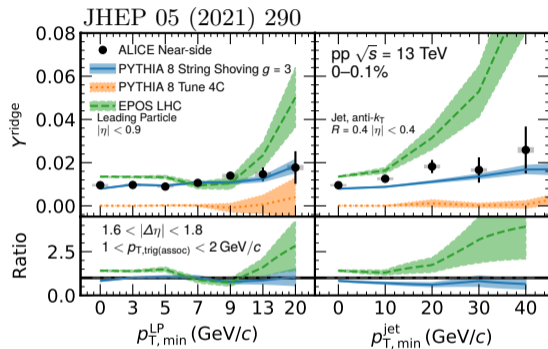 JHEP 05 (2021) 290
0.08
0.06
0.04
0.02
0.00
Y^ridge
ALICE Near-side
PYTHIA 8 String Shoving g = 3
PYTHIA 8 Tune 4C
EPOS LHC
Leading Particle
|η| < 0.9
pp √s = 13 TeV
0–0.1%
Jet, anti-k_T
R = 0.4 |η| < 0.4
2.5
0.0
Ratio
1.6 < |Δη| < 1.8
1 < p_T,trig(assoc) < 2 GeV/c
0 3 5 7 9 13 20
0 10 20 30 40
p^LP_T,min (GeV/c)
p^jet_T,min (GeV/c)